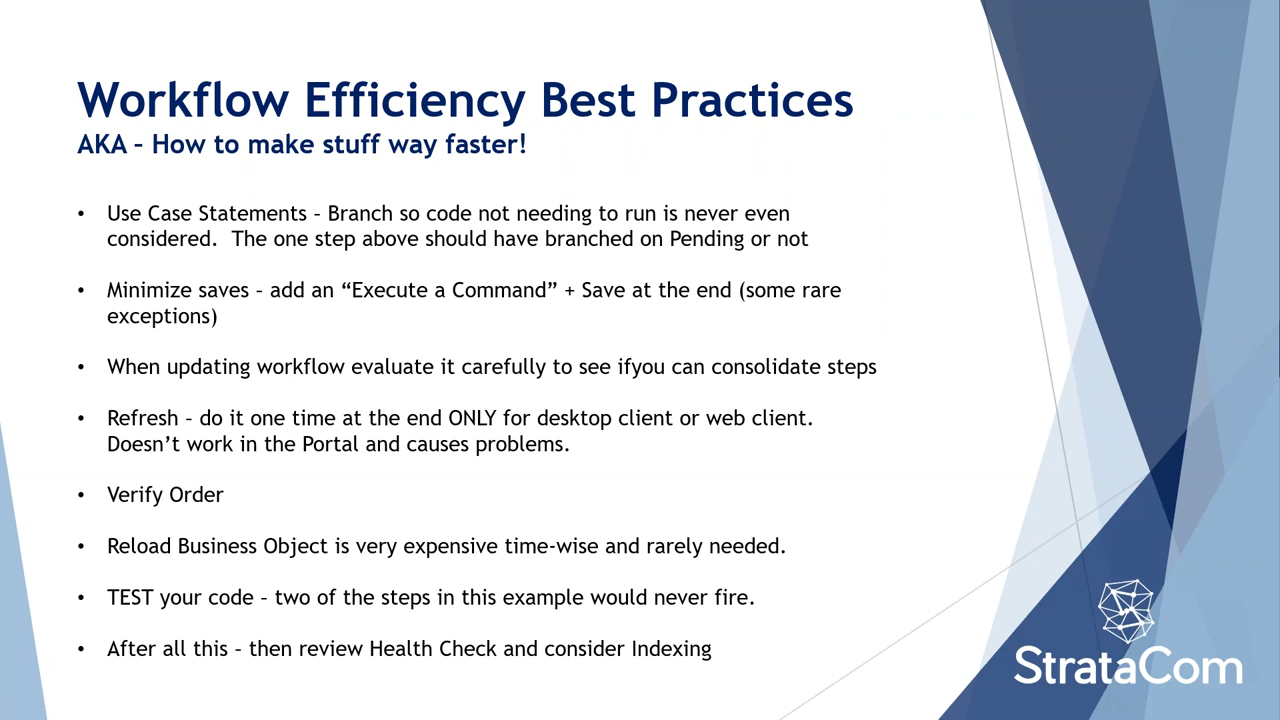 Workflow Efficiency Best Practices
AKA – How to make stuff way faster!
• Use Case Statements – Branch so code not needing to run is never even
considered.  The one step above should have branched on Pending or not
• Minimize saves – add an “Execute a Command” + Save at the end (some rare
exceptions)
• When updating workflow evaluate it carefully to see ifyou can consolidate steps
• Refresh – do it one time at the end ONLY for desktop client or web client.
Doesn’t work in the Portal and causes problems.
• Verify Order
• Reload Business Object is very expensive time-wise and rarely needed.
• TEST your code – two of the steps in this example would never fire.
• After all this – then review Health Check and consider Indexing
StrataCom